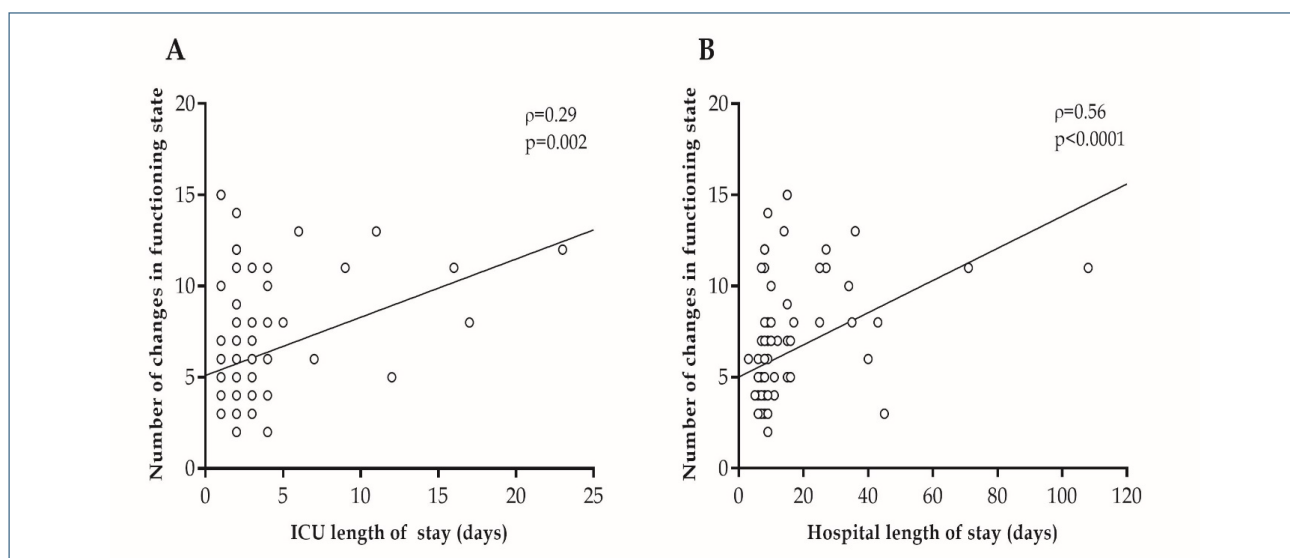 A
Number of changes in functioning state
20
15
10
5
0
ρ=0.29
p=0.002
0 5 10 15 20 25
ICU length of stay (days)
B
Number of changes in functioning state
20
15
10
5
0
ρ=0.56
p<0.0001
0 20 40 60 80 100 120
Hospital length of stay (days)